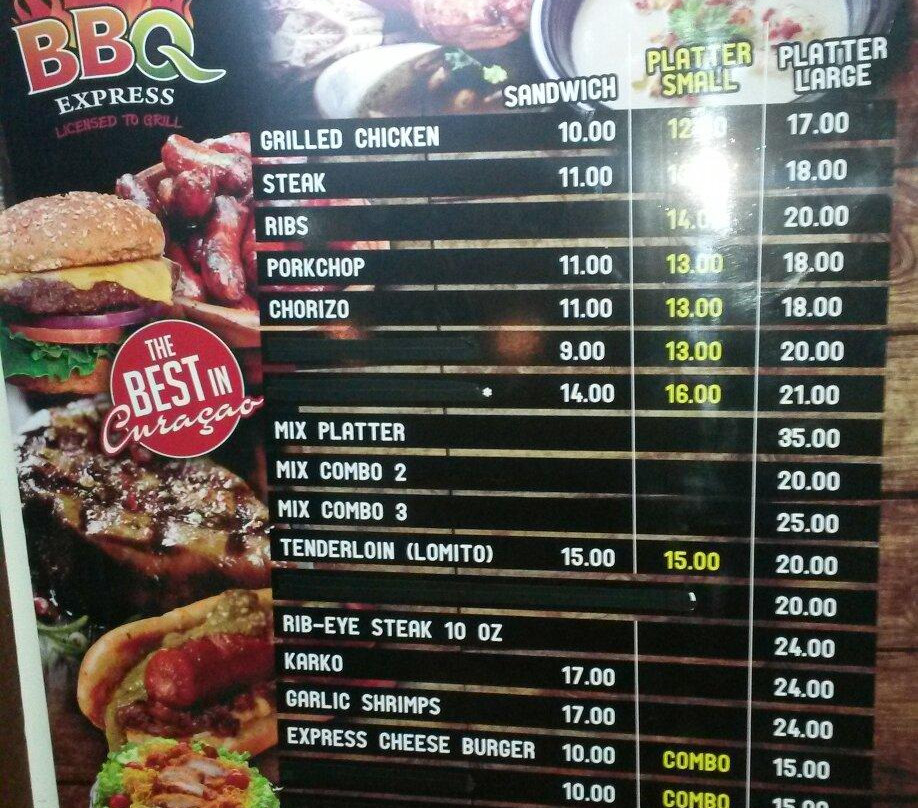 BBQ
EXPRESS
LICENSED TO GRILL
SANDWICH PLATTER SMALL PLATTER LARGE
GRILLED CHICKEN 10.00 17.00
STEAK 11.00 18.00
RIBS 20.00
PORKCHOP 11.00 13.00 18.00
CHORIZO 11.00 13.00 18.00
9.00 13.00 20.00
* 14.00 16.00 21.00
MIX PLATTER 35.00
MIX COMBO 2 20.00
MIX COMBO 3 25.00
TENDERLOIN (LOMITO) 15.00 15.00 20.00
20.00
RIB-EYE STEAK 10 OZ 24.00
KARKO 17.00 24.00
GARLIC SHRIMPS 17.00 24.00
EXPRESS CHEESE BURGER 10.00 COMBO 15.00
10.00 COMBO 15.00
THE
BEST IN
Curaçao